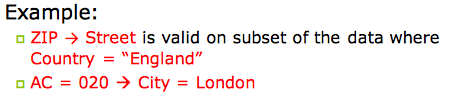 Example:
▫ ZIP → Street is valid on subset of the data where
Country = “England”
▫ AC = 020 → City = London